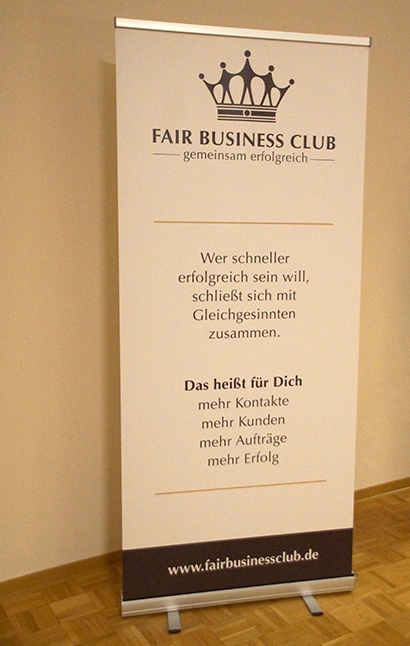 FAIR BUSINESS CLUB
gemeinsam erfolgreich
Wer schneller
erfolgreich sein will,
schließt sich mit
Gleichgesinnten
zusammen.
Das heißt für Dich
mehr Kontakte
mehr Kunden
mehr Aufträge
mehr Erfolg
www.fairbusinessclub.de